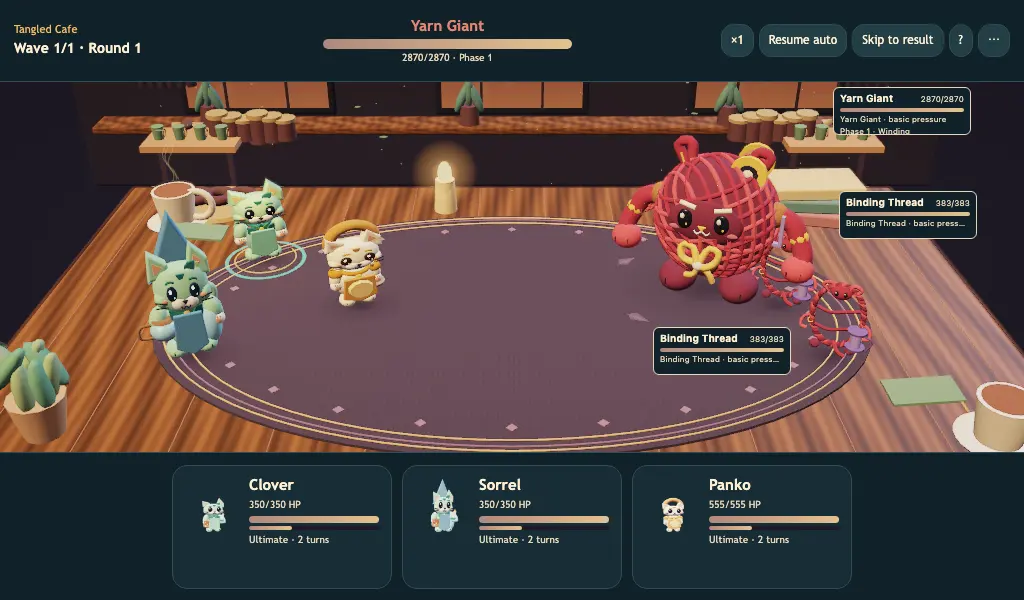 Tangled Cafe
Wave 1/1 · Round 1
Yarn Giant
2870/2870 · Phase 1
×1
Resume auto
Skip to result
?
···
Yarn Giant 2870/2870
Yarn Giant · basic pressure
Phase 1 · Winding
Binding Thread 383/383
Binding Thread · basic press...
Binding Thread 383/383
Binding Thread · basic press...
Clover
350/350 HP
Ultimate · 2 turns
Sorrel
350/350 HP
Ultimate · 2 turns
Panko
555/555 HP
Ultimate · 2 turns